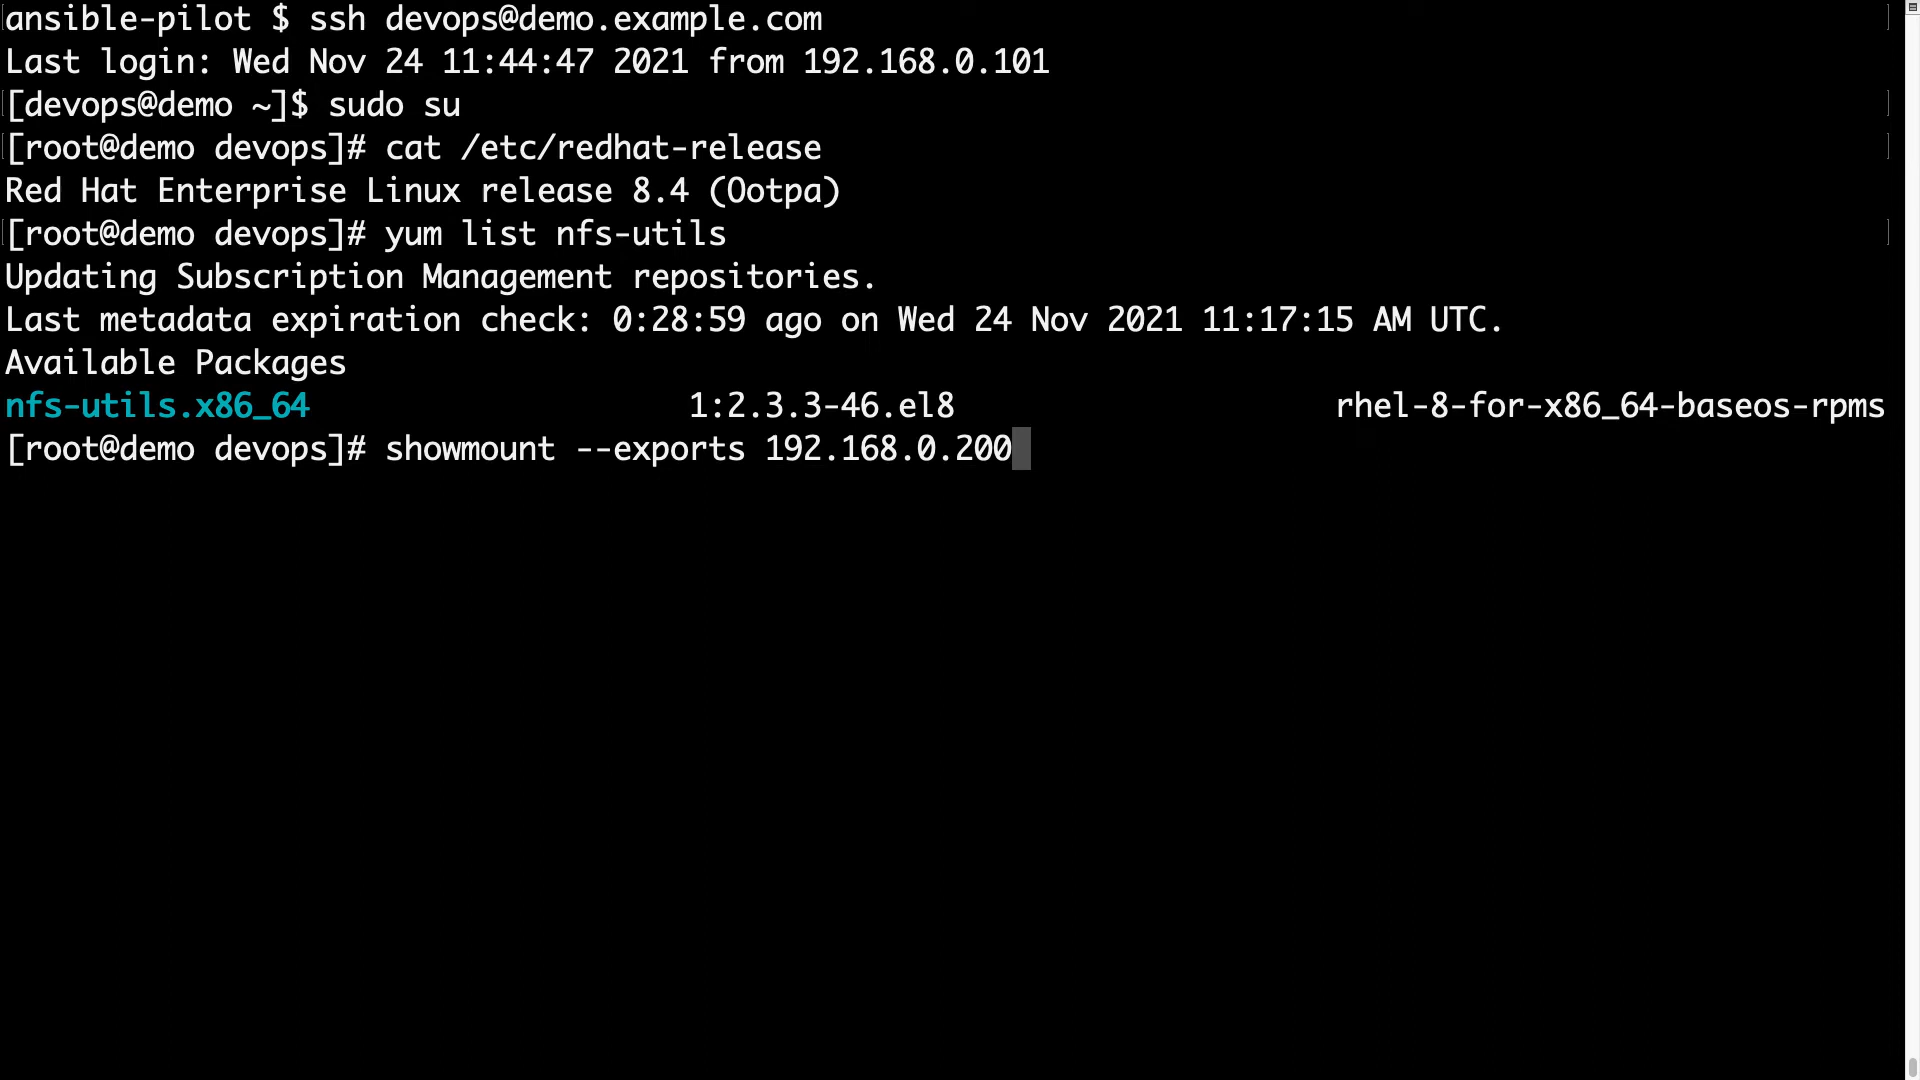 ansible-pilot $ ssh devops@demo.example.com
Last login: Wed Nov 24 11:44:47 2021 from 192.168.0.101
[devops@demo ~]$ sudo su
[root@demo devops]# cat /etc/redhat-release
Red Hat Enterprise Linux release 8.4 (Ootpa)
[root@demo devops]# yum list nfs-utils
Updating Subscription Management repositories.
Last metadata expiration check: 0:28:59 ago on Wed 24 Nov 2021 11:17:15 AM UTC.
Available Packages
nfs-utils.x86_64 1:2.3.3-46.el8 rhel-8-for-x86_64-baseos-rpms
[root@demo devops]# showmount --exports 192.168.0.200